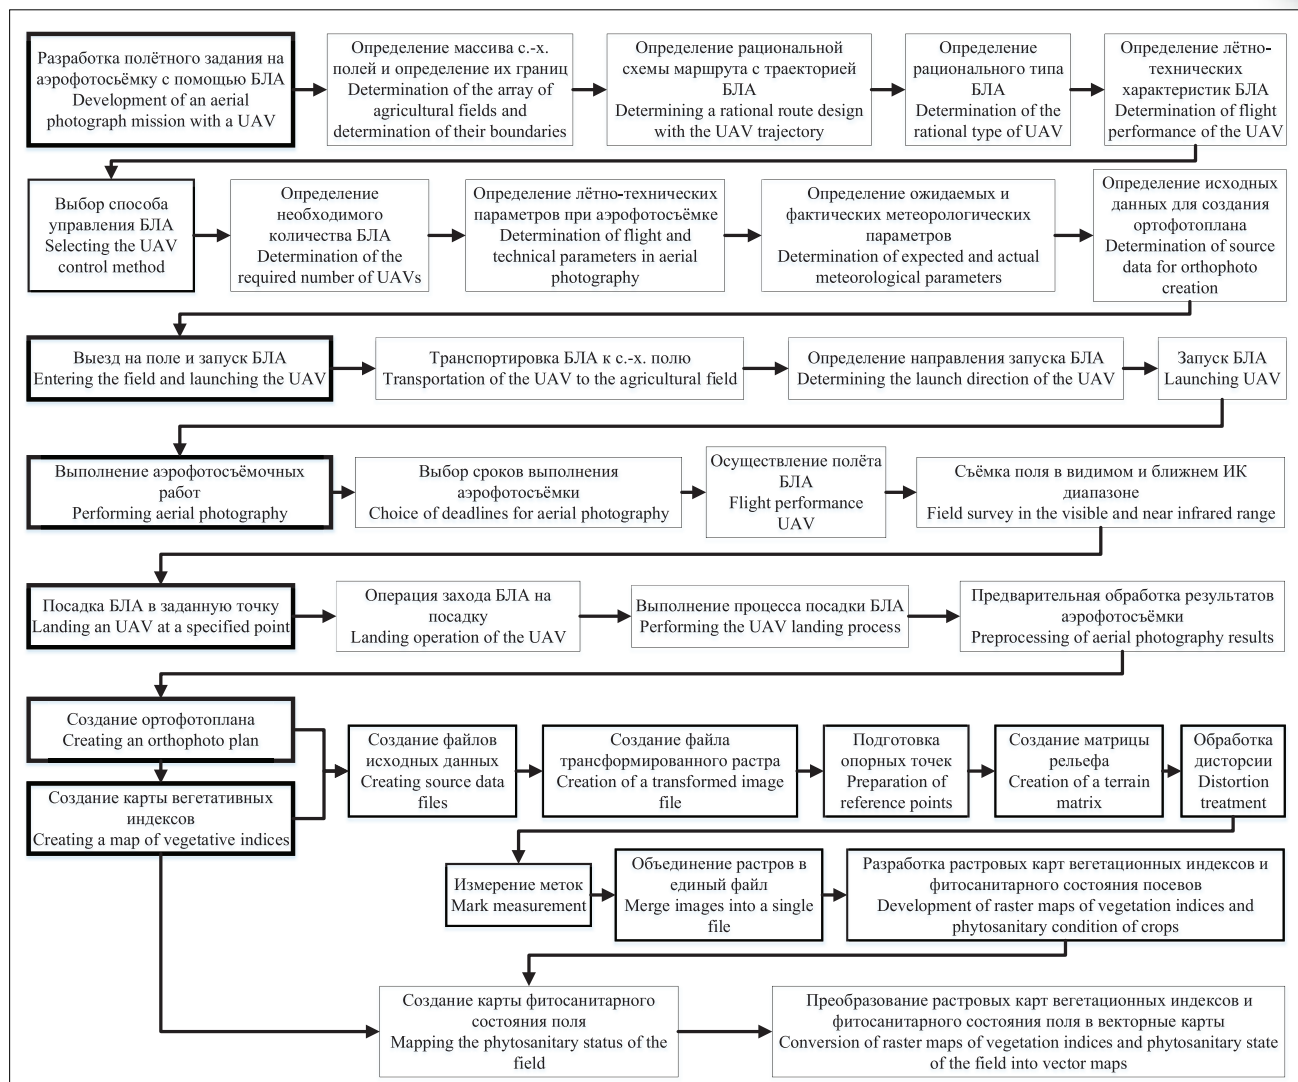 Разработка полётного задания на
аэрофотосъёмку с помощью БЛА
Development of an aerial
photograph mission with a UAV
Определение массива с.-х.
полей и определение их границ
Determination of the array of
agricultural fields and
determination of their boundaries
Определение рациональной
схемы маршрута с траекторией
БЛА
Determining a rational route design
with the UAV trajectory
Определение
рационального типа
БЛА
Determination of the
rational type of UAV
Определение лётно-
технических
характеристик БЛА
Determination of flight
performance of the UAV
Выбор способа
управления БЛА
Selecting the UAV
control method
Определение
необходимого
количества БЛА
Determination of the
required number of UAVs
Определение лётно-технических
параметров при аэрофотосъёмке
Determination of flight and
technical parameters in aerial
photography
Определение ожидаемых и
фактических метеорологических
параметров
Determination of expected and actual
meteorological parameters
Определение исходных
данных для создания
ортофотоплана
Determination of source
data for orthophoto
creation
Выезд на поле и запуск БЛА
Entering the field and launching the UAV
Транспортировка БЛА к с.-х. полю
Transportation of the UAV to the agricultural field
Определение направления запуска БЛА
Determining the launch direction of the UAV
Запуск БЛА
Launching UAV
Выполнение аэрофотосъёмочных
работ
Performing aerial photography
Выбор сроков выполнения
аэрофотосъёмки
Choice of deadlines for aerial photography
Осуществление полёта
БЛА
Flight performance
UAV
Съёмка поля в видимом и ближнем ИК
диапазоне
Field survey in the visible and near infrared range
Посадка БЛА в заданную точку
Landing an UAV at a specified point
Операция захода БЛА на
посадку
Landing operation of the UAV
Выполнение процесса посадки БЛА
Performing the UAV landing process
Предварительная обработка результатов
аэрофотосъёмки
Preprocessing of aerial photography results
Создание ортофотоплана
Creating an orthophoto plan
Создание карты вегетативных
индексов
Creating a map of vegetative indices
Создание файлов
исходных данных
Creating source data
files
Создание файла
трансформированного растра
Creation of a transformed image
file
Подготовка
опорных точек
Preparation of
reference points
Создание матрицы
рельефа
Creation of a terrain
matrix
Обработка
дисторсии
Distortion
treatment
Измерение меток
Mark measurement
Объединение растров в
единый файл
Merge images into a single
file
Разработка растровых карт вегетационных индексов и
фитосанитарного состояния посевов
Development of raster maps of vegetation indices and
phytosanitary condition of crops
Создание карты фитосанитарного
состояния поля
Mapping the phytosanitary status of the
field
Преобразование растровых карт вегетационных индексов и
фитосанитарного состояния поля в векторные карты
Conversion of raster maps of vegetation indices and phytosanitary state
of the field into vector maps